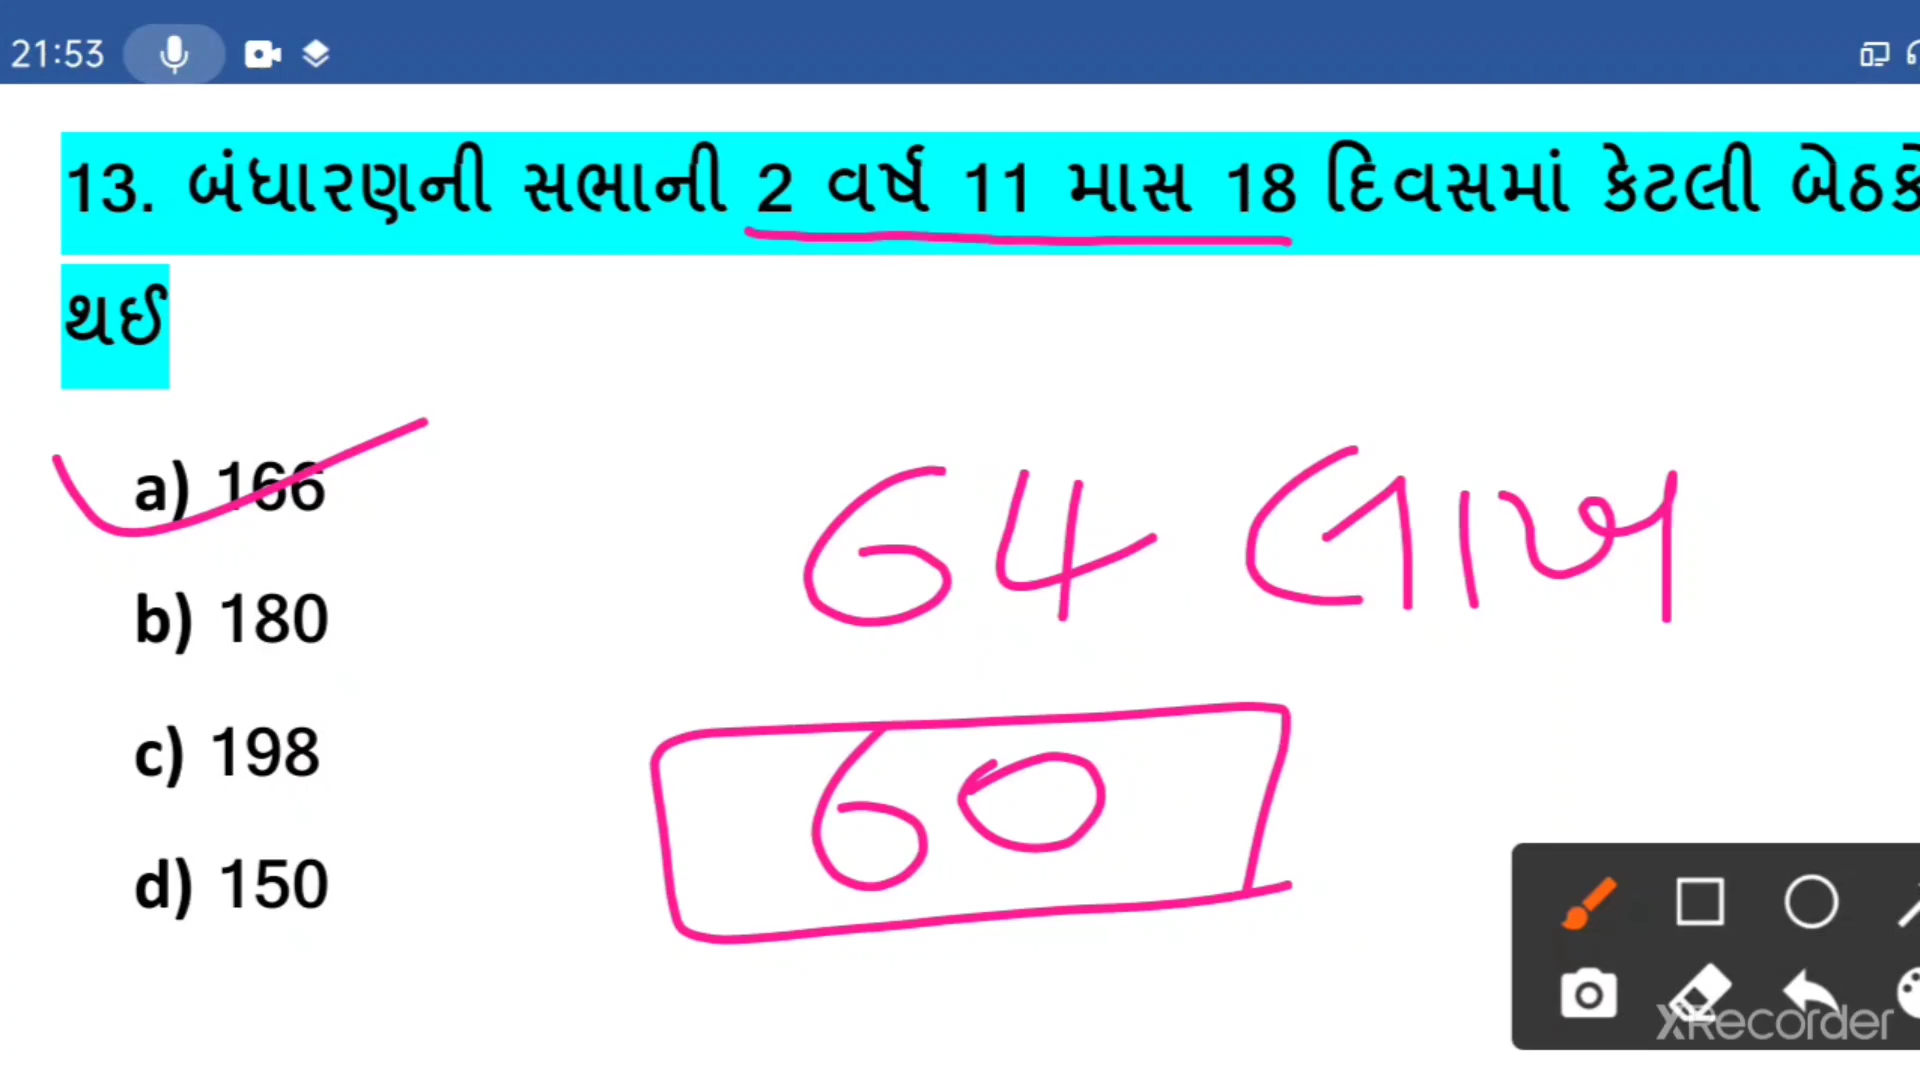 21:53
13. બંધારણની સભાની 2 વર્ષ 11 માસ 18 દિવસમાં કેટલી
થઈ
a) 166
64 લાખ
b) 180
c) 198
60
d) 150
XRecorder